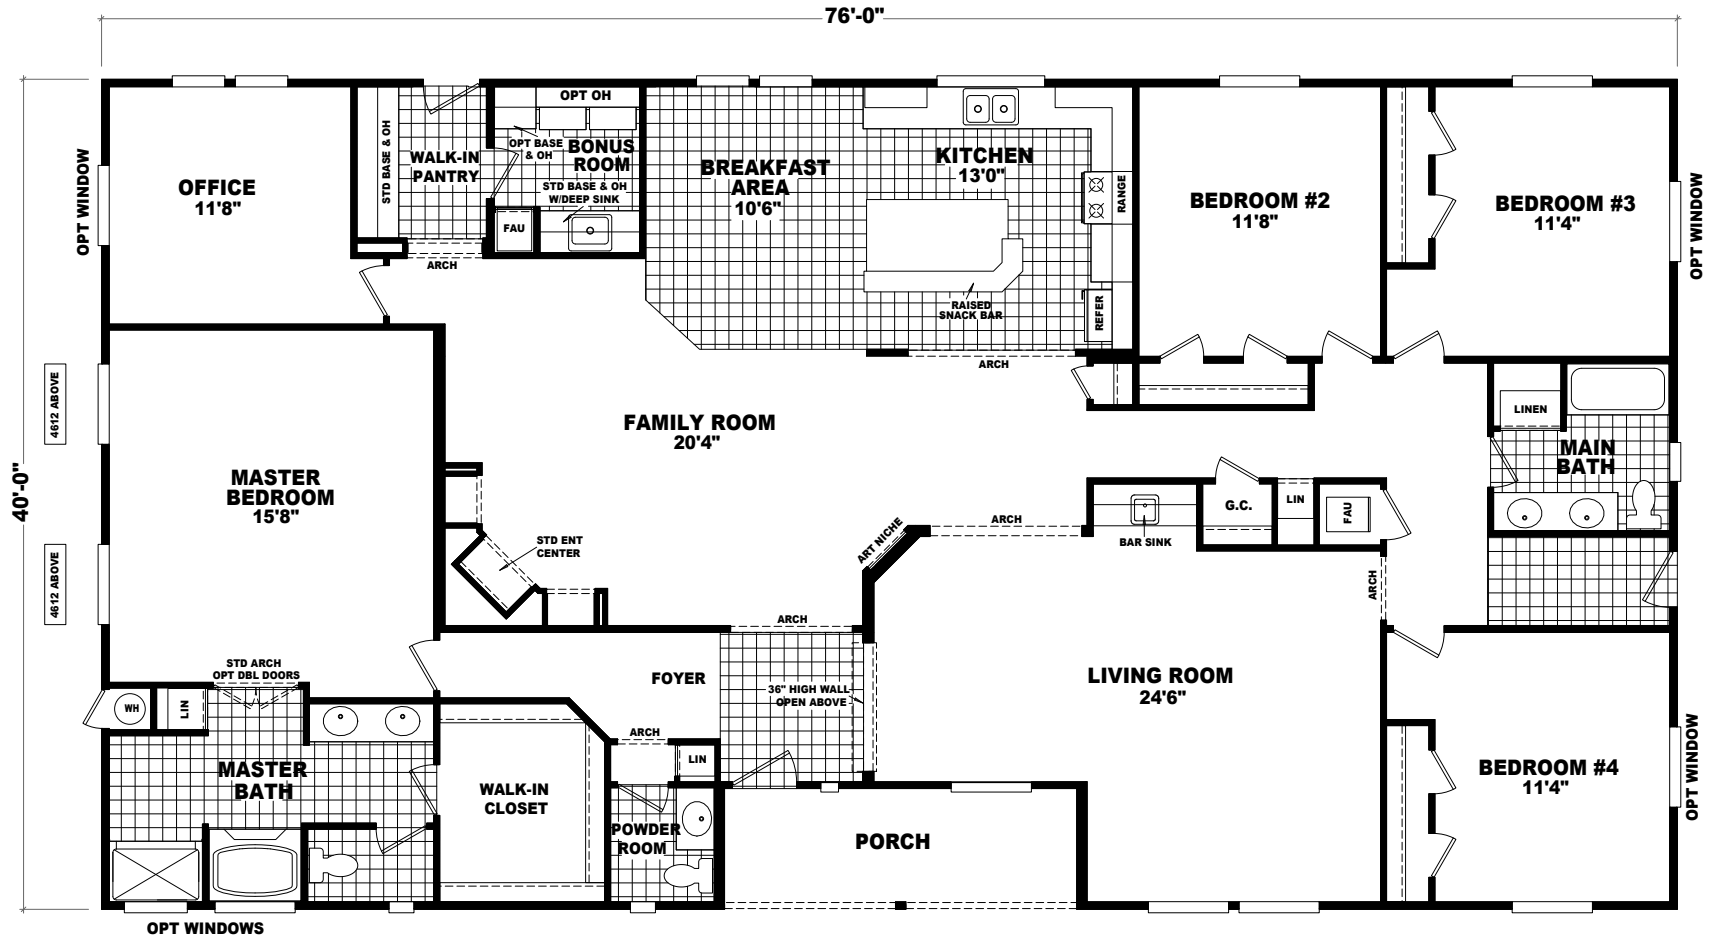 76'-0"
40'-0"
OPT WINDOW
OFFICE
11'8"
STD BASE & OH
WALK-IN
PANTRY
ARCH
OPT OH
OPT BASE
& OH
BONUS
ROOM
STD BASE & OH
W/DEEP SINK
FAU
BREAKFAST
AREA
10'6"
KITCHEN
13'0"
RANGE
REFER
RAISED
SNACK BAR
ARCH
BEDROOM #2
11'8"
BEDROOM #3
11'4"
OPT WINDOW
4612 ABOVE
4612 ABOVE
MASTER
BEDROOM
15'8"
FAMILY ROOM
20'4"
STD ENT
CENTER
ART NICHE
ARCH
BAR SINK
G.C.
LIN
FAU
LINEN
MAIN
BATH
ARCH
ARCH
STD ARCH
OPT DBL DOORS
FOYER
36" HIGH WALL
OPEN ABOVE
LIVING ROOM
24'6"
WH
LIN
MASTER
BATH
WALK-IN
CLOSET
ARCH
LIN
POWDER
ROOM
PORCH
BEDROOM #4
11'4"
OPT WINDOW
OPT WINDOWS